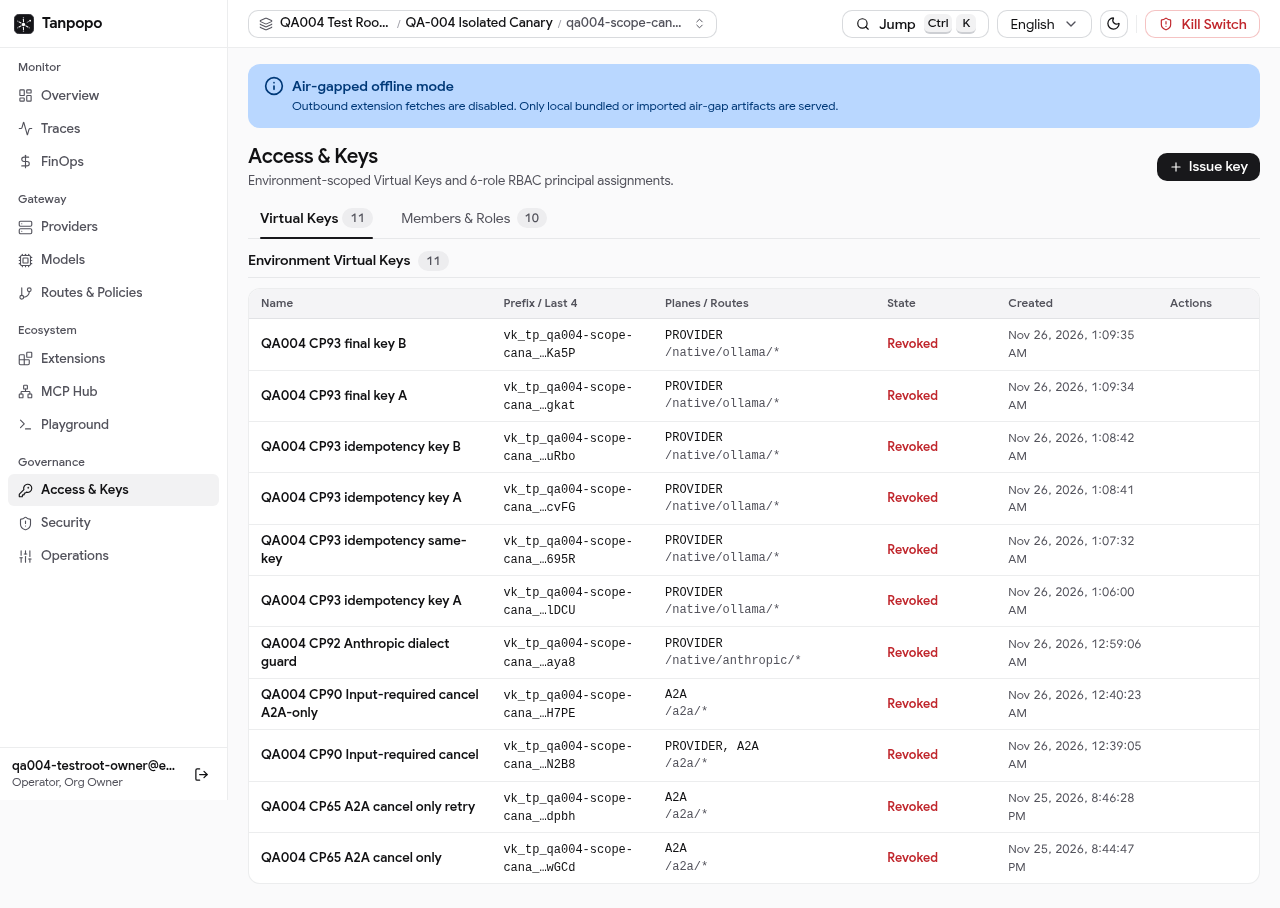 Tanpopo
QA004 Test Roo... / QA-004 Isolated Canary / qa004-scope-can...
Jump Ctrl K
English
Kill Switch
Monitor
Overview
Traces
FinOps
Gateway
Providers
Models
Routes & Policies
Ecosystem
Extensions
MCP Hub
Playground
Governance
Access & Keys
Security
Operations
qa004-testroot-owner@e...
Operator, Org Owner
Air-gapped offline mode
Outbound extension fetches are disabled. Only local bundled or imported air-gap artifacts are served.
Access & Keys
Environment-scoped Virtual Keys and 6-role RBAC principal assignments.
Issue key
Virtual Keys 11 Members & Roles 10
Environment Virtual Keys 11
Name Prefix / Last 4 Planes / Routes State Created Actions
QA004 CP93 final key B vk_tp_qa004-scope- PROVIDER Revoked Nov 26, 2026, 1:09:35
cana_…Ka5P /native/ollama/* AM
QA004 CP93 final key A vk_tp_qa004-scope- PROVIDER Revoked Nov 26, 2026, 1:09:34
cana_…gkat /native/ollama/* AM
QA004 CP93 idempotency key B vk_tp_qa004-scope- PROVIDER Revoked Nov 26, 2026, 1:08:42
cana_…uRbo /native/ollama/* AM
QA004 CP93 idempotency key A vk_tp_qa004-scope- PROVIDER Revoked Nov 26, 2026, 1:08:41
cana_…cvFG /native/ollama/* AM
QA004 CP93 idempotency same- vk_tp_qa004-scope- PROVIDER Revoked Nov 26, 2026, 1:07:32
key cana_…695R /native/ollama/* AM
QA004 CP93 idempotency key A vk_tp_qa004-scope- PROVIDER Revoked Nov 26, 2026, 1:06:00
cana_…lDCU /native/ollama/* AM
QA004 CP92 Anthropic dialect vk_tp_qa004-scope- PROVIDER Revoked Nov 26, 2026, 12:59:06
guard cana_…aya8 /native/anthropic/* AM
QA004 CP90 Input-required cancel vk_tp_qa004-scope- A2A Revoked Nov 26, 2026, 12:40:23
A2A-only cana_…H7PE /a2a/* AM
QA004 CP90 Input-required cancel vk_tp_qa004-scope- PROVIDER, A2A Revoked Nov 26, 2026, 12:39:05
cana_…N2B8 /a2a/* AM
QA004 CP65 A2A cancel only retry vk_tp_qa004-scope- A2A Revoked Nov 25, 2026, 8:46:28
cana_…dpbh /a2a/* PM
QA004 CP65 A2A cancel only vk_tp_qa004-scope- A2A Revoked Nov 25, 2026, 8:44:47
cana_…wGCd /a2a/* PM